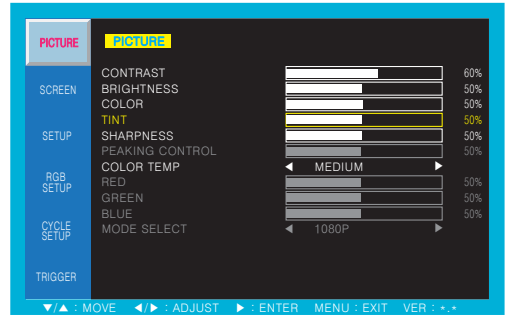 PICTURE
SCREEN
SETUP
RGB
SETUP
CYCLE
SETUP
TRIGGER
PICTURE
CONTRAST 60%
BRIGHTNESS 50%
COLOR 50%
TINT 50%
SHARPNESS 50%
PEAKING CONTROL 50%
COLOR TEMP ◀ MEDIUM ▶
RED 50%
GREEN 50%
BLUE 50%
MODE SELECT ◀ 1080P ▶
▼/▲ : MOVE ◀/▶ : ADJUST ▶ : ENTER MENU : EXIT VER : *.*